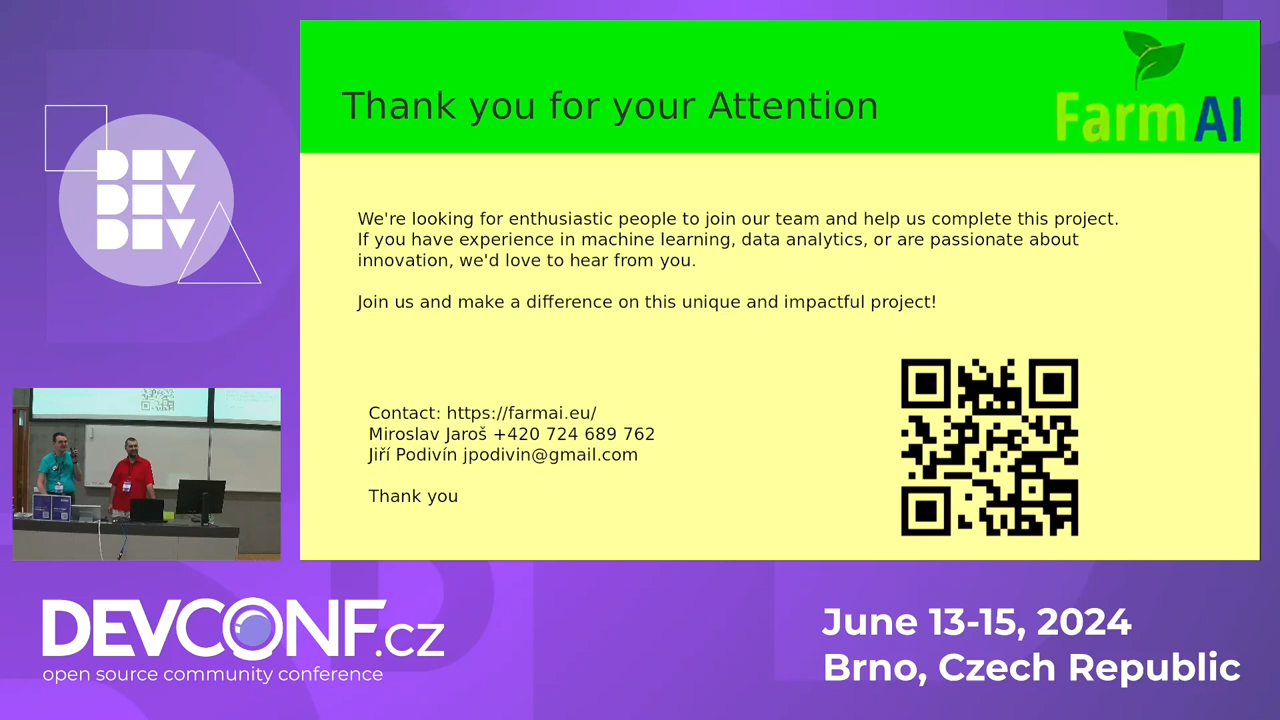 Thank you for your Attention
Farm AI
DEV
DEV
DEV
We're looking for enthusiastic people to join our team and help us complete this project.
If you have experience in machine learning, data analytics, or are passionate about
innovation, we'd love to hear from you.
Join us and make a difference on this unique and impactful project!
Contact: https://farmai.eu/
Miroslav Jaroš +420 724 689 762
Jiří Podivín jpodivin@gmail.com
Thank you
DEVCONF.cz
open source community conference
June 13-15, 2024
Brno, Czech Republic